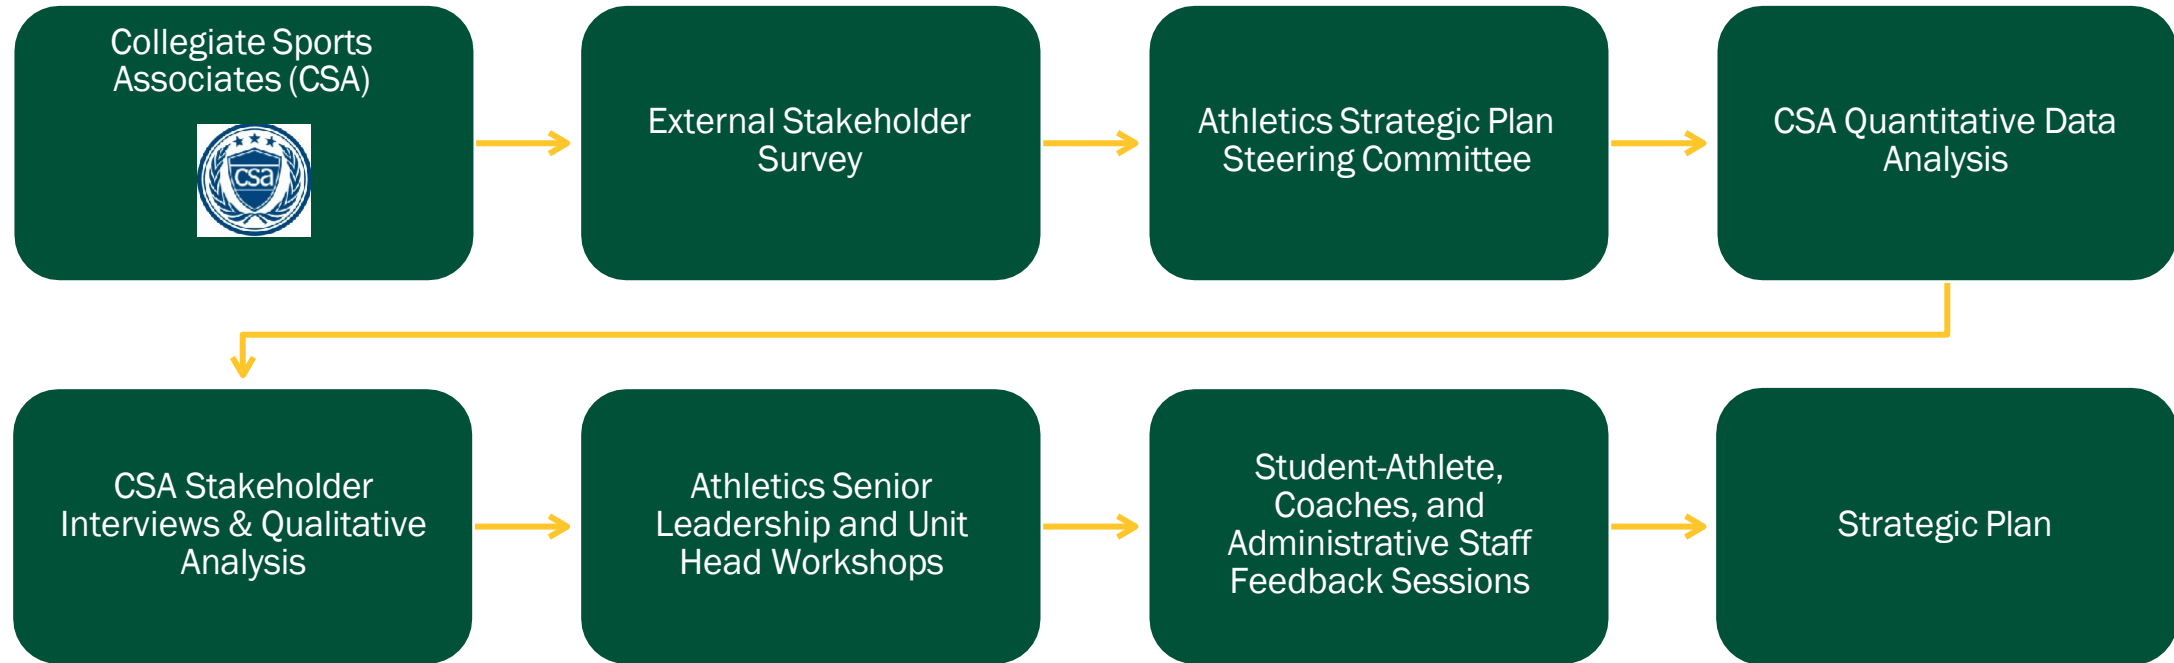 Collegiate Sports
Associates (CSA)
csa
External Stakeholder
Survey
Athletics Strategic Plan
Steering Committee
CSA Quantitative Data
Analysis
CSA Stakeholder
Interviews & Qualitative
Analysis
Athletics Senior
Leadership and Unit
Head Workshops
Student-Athlete,
Coaches, and
Administrative Staff
Feedback Sessions
Strategic Plan